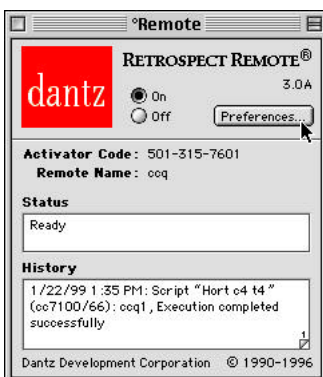 °Remote
dantz
RETROSPECT REMOTE®
3.0A
On
Off
Preferences...
Activator Code: 501-315-7601
Remote Name: ccq
Status
Ready
History
1/22/99 1:35 PM: Script "Hort c4 t4"
(cc7100/66): ccq1, Execution completed
successfully
1
Dantz Development Corporation © 1990-1996